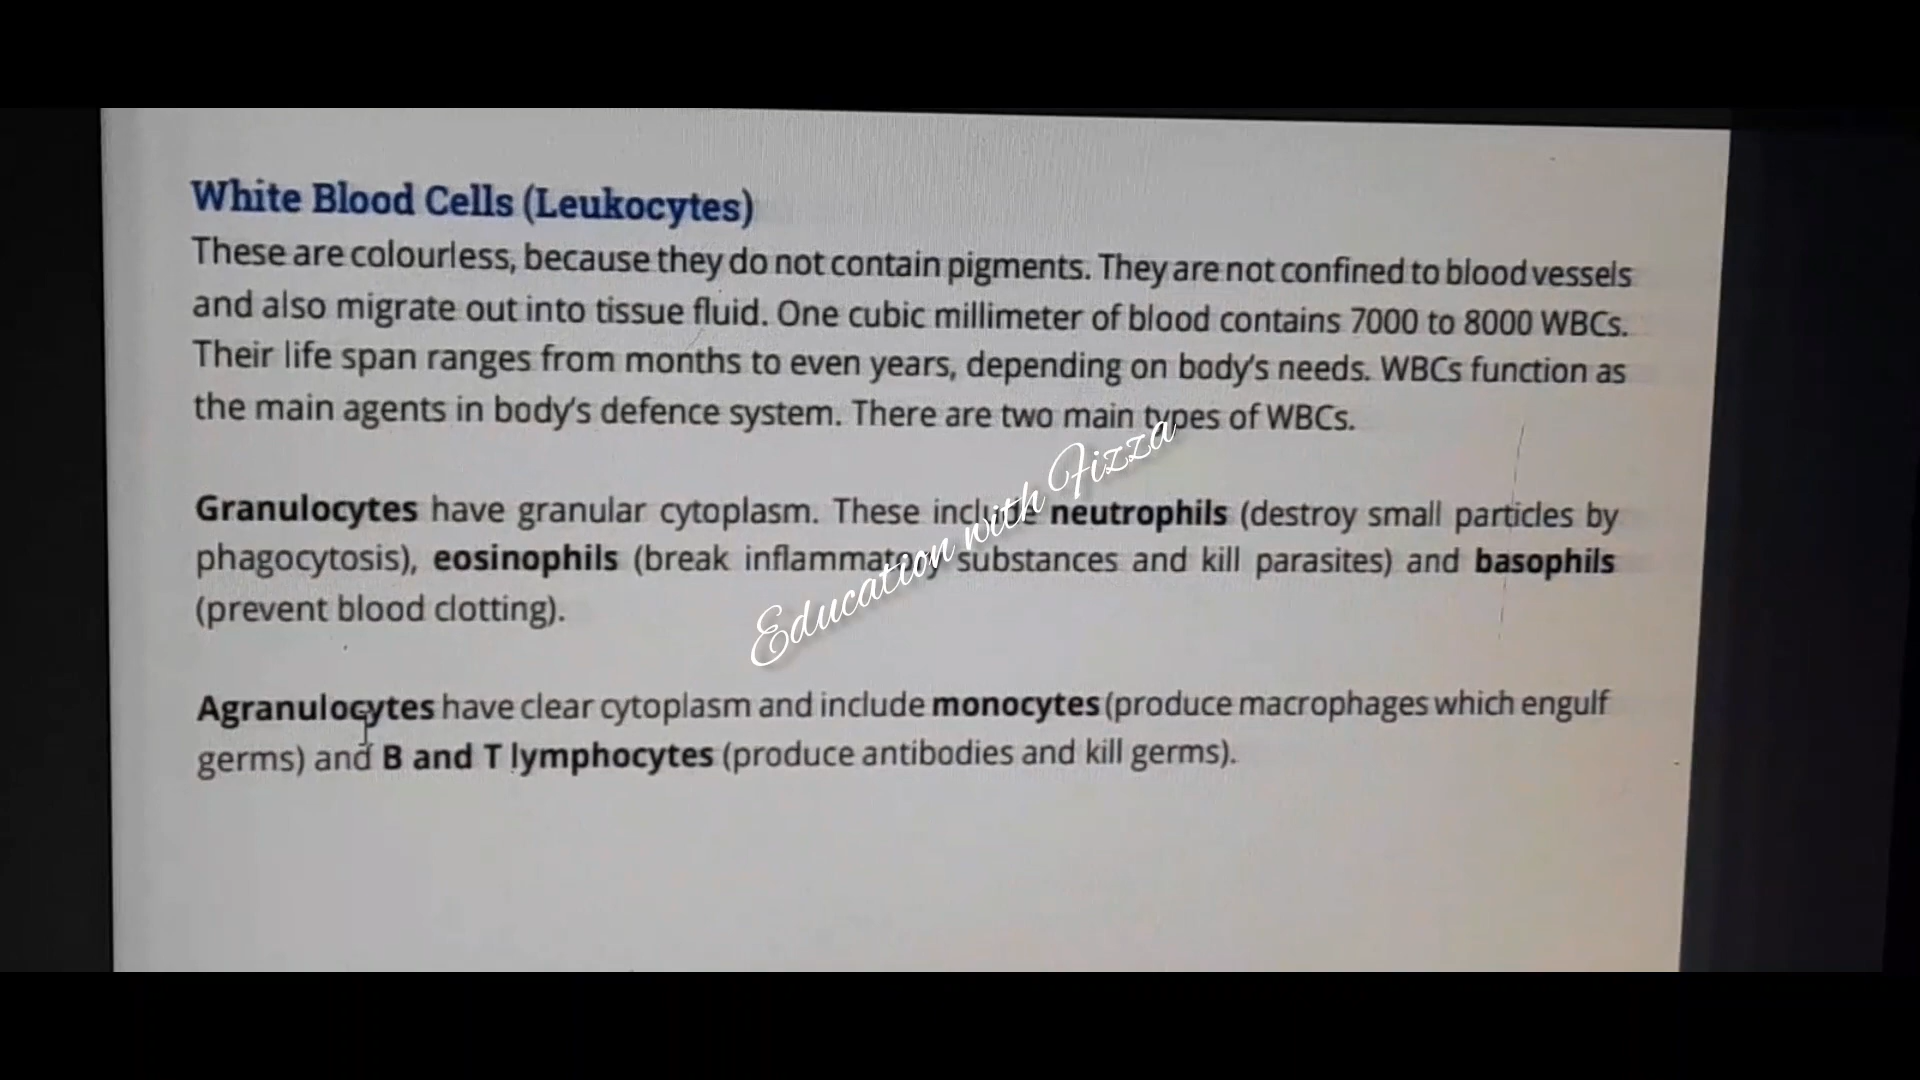 White Blood Cells (Leukocytes)
These are colourless, because they do not contain pigments. They are not confined to blood vessels
and also migrate out into tissue fluid. One cubic millimeter of blood contains 7000 to 8000 WBCs.
Their life span ranges from months to even years, depending on body's needs. WBCs function as
the main agents in body's defence system. There are two main types of WBCs.
Granulocytes have granular cytoplasm. These include neutrophils (destroy small particles by
phagocytosis), eosinophils (break inflammatory substances and kill parasites) and basophils
(prevent blood clotting).
Education with Fizza
Agranulocytes have clear cytoplasm and include monocytes (produce macrophages which engulf
germs) and B and T lymphocytes (produce antibodies and kill germs).